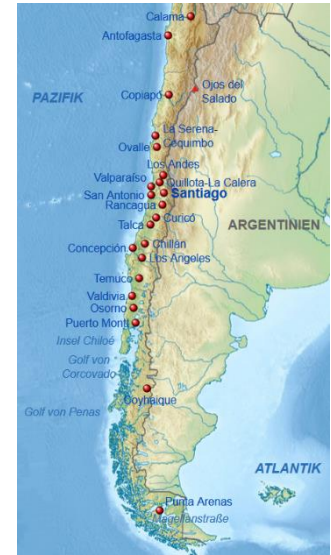 Calama
Antofagasta
PAZIFIK
Ojos del
Salado
Copiapó
La Serena-
Coquimbo
Ovalle
Los Andes
Valparaíso
Quillota-La Calera
San Antonio
Santiago
Rancagua
Curicó
Talca
ARGENTINIEN
Concepción
Chillán
Los Angeles
Temuco
Valdivia
Osorno
Puerto Montt
Insel Chiloé
Golf von
Corcovado
Golf von Penas
Coyhaique
ATLANTIK
Punta Arenas
Magellanstraße